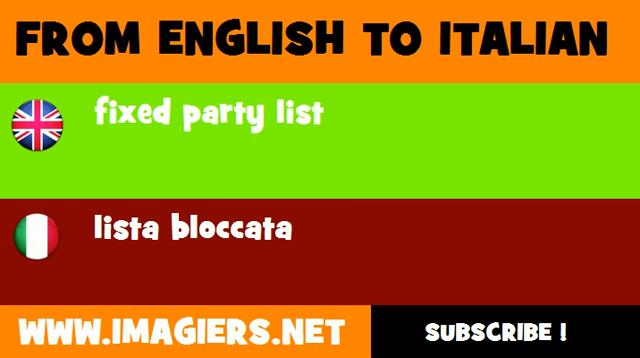 FROM ENGLISH TO ITALIAN
fixed party list
lista bloccata
WWW.IMAGIERS.NET
SUBSCRIBE !